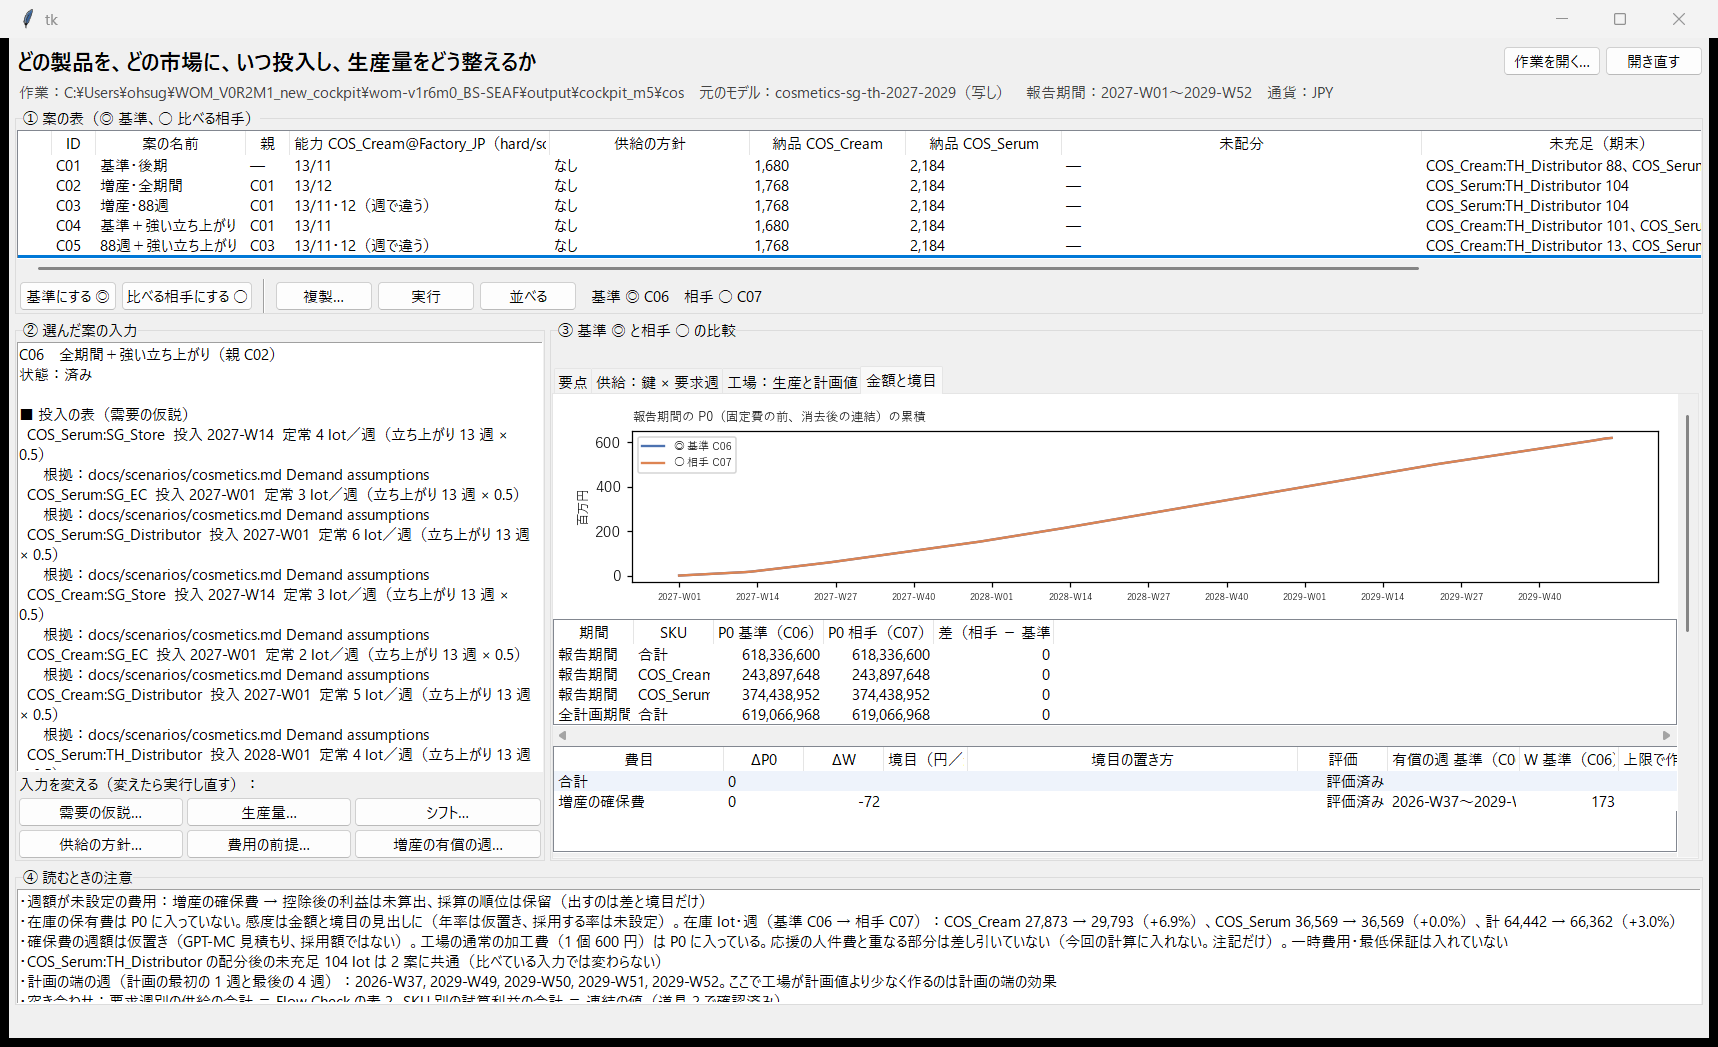 tk
どの製品を、どの市場に、いつ投入し、生産量をどう整えるか
作業を開く...
開き直す
作業：C:¥Users¥ohsug¥WOM_V0R2M1_new_cockpit¥wom-v1r6m0_BS-SEAF¥output¥cockpit_m5¥cos　元のモデル：cosmetics-sg-th-2027-2029（写し）　報告期間：2027-W01～2029-W52　通貨：JPY
① 案の表（◎ 基準、○ 比べる相手）
ID　案の名前　親　能力 COS_Cream@Factory_JP（hard/sc　供給の方針　納品 COS_Cream　納品 COS_Serum　未配分　未充足（期末）
C01　基準・後期　—　13/11　なし　1,680　2,184　—　COS_Cream:TH_Distributor 88、COS_Serum
C02　増産・全期間　C01　13/12　なし　1,768　2,184　—　COS_Serum:TH_Distributor 104
C03　増産・88週　C01　13/11・12（週で違う）　なし　1,768　2,184　—　COS_Serum:TH_Distributor 104
C04　基準＋強い立ち上がり　C01　13/11　なし　1,680　2,184　—　COS_Cream:TH_Distributor 101、COS_Seru
C05　88週＋強い立ち上がり　C03　13/11・12（週で違う）　なし　1,768　2,184　—　COS_Cream:TH_Distributor 13、COS_Serum
基準にする ◎　比べる相手にする ○　複製...　実行　並べる　基準 ◎ C06　相手 ○ C07
② 選んだ案の入力
C06　全期間＋強い立ち上がり（親 C02）
状態：済み
■ 投入の表（需要の仮説）
COS_Serum:SG_Store 投入 2027-W14 定常 4 lot／週（立ち上がり 13 週 ×
0.5）
根拠：docs/scenarios/cosmetics.md Demand assumptions
COS_Serum:SG_EC 投入 2027-W01 定常 3 lot／週（立ち上がり 13 週 × 0.5）
根拠：docs/scenarios/cosmetics.md Demand assumptions
COS_Serum:SG_Distributor 投入 2027-W01 定常 6 lot／週（立ち上がり 13 週
× 0.5）
根拠：docs/scenarios/cosmetics.md Demand assumptions
COS_Cream:SG_Store 投入 2027-W14 定常 3 lot／週（立ち上がり 13 週 ×
0.5）
根拠：docs/scenarios/cosmetics.md Demand assumptions
COS_Cream:SG_EC 投入 2027-W01 定常 2 lot／週（立ち上がり 13 週 × 0.5）
根拠：docs/scenarios/cosmetics.md Demand assumptions
COS_Cream:SG_Distributor 投入 2027-W01 定常 5 lot／週（立ち上がり 13 週
× 0.5）
根拠：docs/scenarios/cosmetics.md Demand assumptions
COS_Serum:TH_Distributor 投入 2028-W01 定常 4 lot／週（立ち上がり 13 週
入力を変える（変えたら実行し直す）：
需要の仮説...　生産量...　シフト...
供給の方針...　費用の前提...　増産の有償の週...
③ 基準 ◎ と相手 ○ の比較
要点　供給：鍵 × 要求週　工場：生産と計画値　金額と境目
報告期間の P0（固定費の前、消去後の連結）の累積
◎ 基準 C06
○ 相手 C07
百万円
600
400
200
0
2027-W01　2027-W14　2027-W27　2027-W40　2028-W01　2028-W14　2028-W27　2028-W40　2029-W01　2029-W14　2029-W27　2029-W40
期間　SKU　P0 基準（C06）　P0 相手（C07）　差（相手 − 基準
報告期間　合計　618,336,600　618,336,600　0
報告期間　COS_Cream　243,897,648　243,897,648　0
報告期間　COS_Serum　374,438,952　374,438,952　0
全計画期間　合計　619,066,968　619,066,968　0
費目　ΔP0　ΔW　境目（円／　境目の置き方　評価　有償の週 基準（C0　W 基準（C06）　上限で作
合計　0　評価済み
増産の確保費　0　-72　評価済み　2026-W37～2029-\　173
④ 読むときの注意
・週額が未設定の費用：増産の確保費 → 控除後の利益は未算出、採算の順位は保留（出すのは差と境目だけ）
・在庫の保有費は P0 に入っていない。感度は金額と境目の見出しに（年率は仮置き、採用する率は未設定）。在庫 lot・週（基準 C06 → 相手 C07）：COS_Cream 27,873 → 29,793（+6.9%）、COS_Serum 36,569 → 36,569（+0.0%）、計 64,442 → 66,362（+3.0%）
・確保費の週額は仮置き（GPT-MC 見積もり、採用額ではない）。工場の通常の加工費（1 個 600 円）は P0 に入っている。応援の人件費と重なる部分は差し引いていない（今回の計算に入れない。注記だけ）。一時費用・最低保証は入れていない
・COS_Serum:TH_Distributor の配分後の未充足 104 lot は 2 案に共通（比べている入力では変わらない）
・計画の端の週（計画の最初の 1 週と最後の 4 週）：2026-W37, 2029-W49, 2029-W50, 2029-W51, 2029-W52。ここで工場が計画値より少なく作るのは計画の端の効果
・突き合わせ：要求週別の供給の合計 ＝ Flow Check の表 2、SKU 別の試算利益の合計 ＝ 連結の値（道具 2 で確認済み）